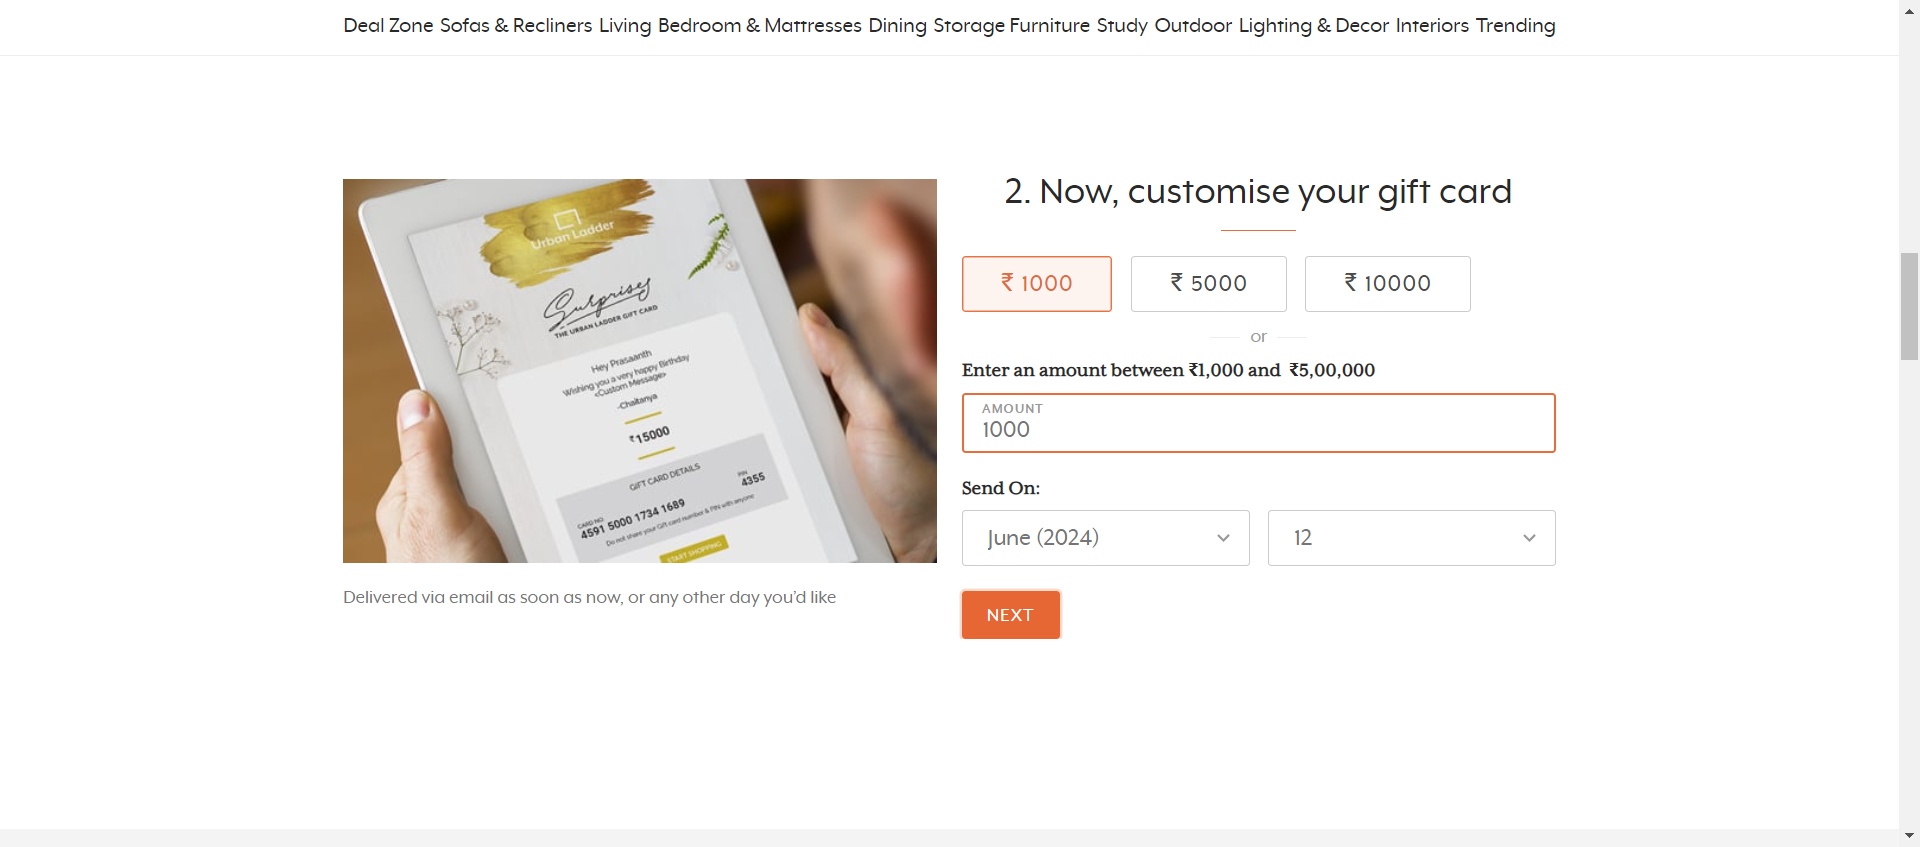 Deal Zone Sofas & Recliners Living Bedroom & Mattresses Dining Storage Furniture Study Outdoor Lighting & Decor Interiors Trending
Urban Ladder
Surprises
THE URBAN LADDER GIFT CARD
Hey Prasaanth
Wishing you a very happy Birthday
<Custom Message>
-Chaitanya
₹15000
GIFT CARD DETAILS
CARD NO
PIN
4591 5000 1734 1689
4355
Do not share your Gift card number & PIN with anyone
START SHOPPING
Delivered via email as soon as now, or any other day you'd like
2. Now, customise your gift card
₹ 1000
₹ 5000
₹ 10000
or
Enter an amount between ₹1,000 and ₹5,00,000
AMOUNT
1000
Send On:
June (2024)
12
NEXT